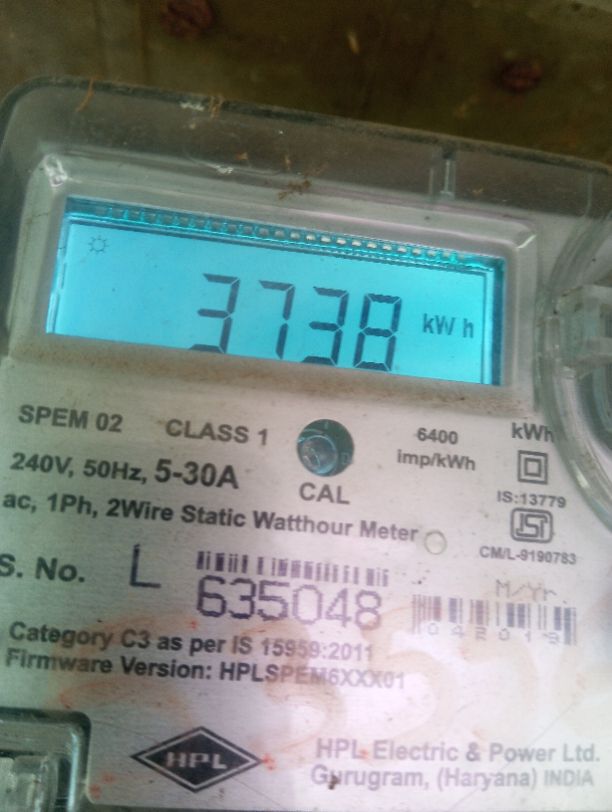 3738 kWh
SPEM 02 CLASS 1 6400 kWh
240V, 50Hz, 5-30A CAL imp/kWh
IS:13779
ac, 1Ph, 2Wire Static Watthour Meter
CM/L-9190783
S. No. L 635048 M/Yr.
042019
Category C3 as per IS 15959:2011
Firmware Version: HPLSPEM6XXX01
HPL HPL Electric & Power Ltd.
Gurugram, (Haryana) INDIA